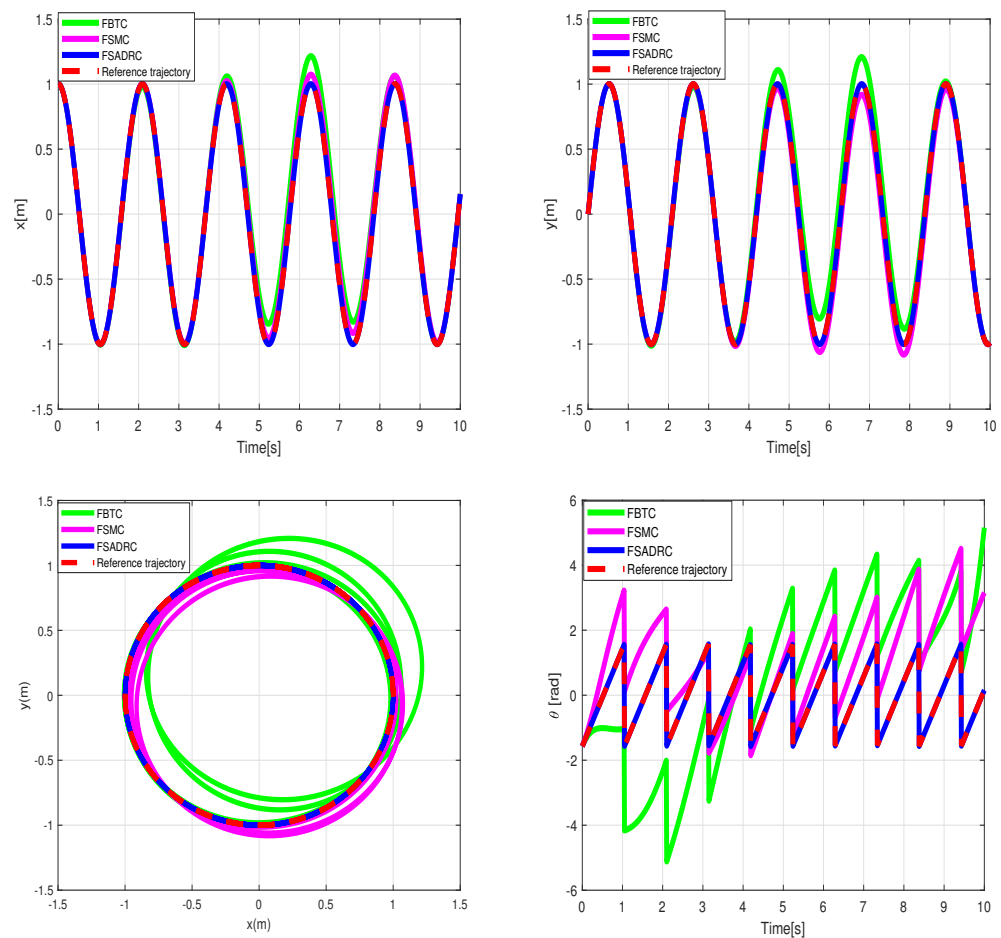 1.5
1
0.5
0
-0.5
-1
-1.5
x[m]
FBTC
FSMC
FSADRC
Reference trajectory
0 1 2 3 4 5 6 7 8 9 10
Time[s]
1.5
1
0.5
0
-0.5
-1
-1.5
y[m]
FBTC
FSMC
FSADRC
Reference trajectory
0 1 2 3 4 5 6 7 8 9 10
Time[s]
1.5
1
0.5
0
-0.5
-1
-1.5
y(m)
FBTC
FSMC
FSADRC
Reference trajectory
-1.5 -1 -0.5 0 0.5 1 1.5
x(m)
6
4
2
0
-2
-4
-6
θ [rad]
FBTC
FSMC
FSADRC
Reference trajectory
0 1 2 3 4 5 6 7 8 9 10
Time[s]